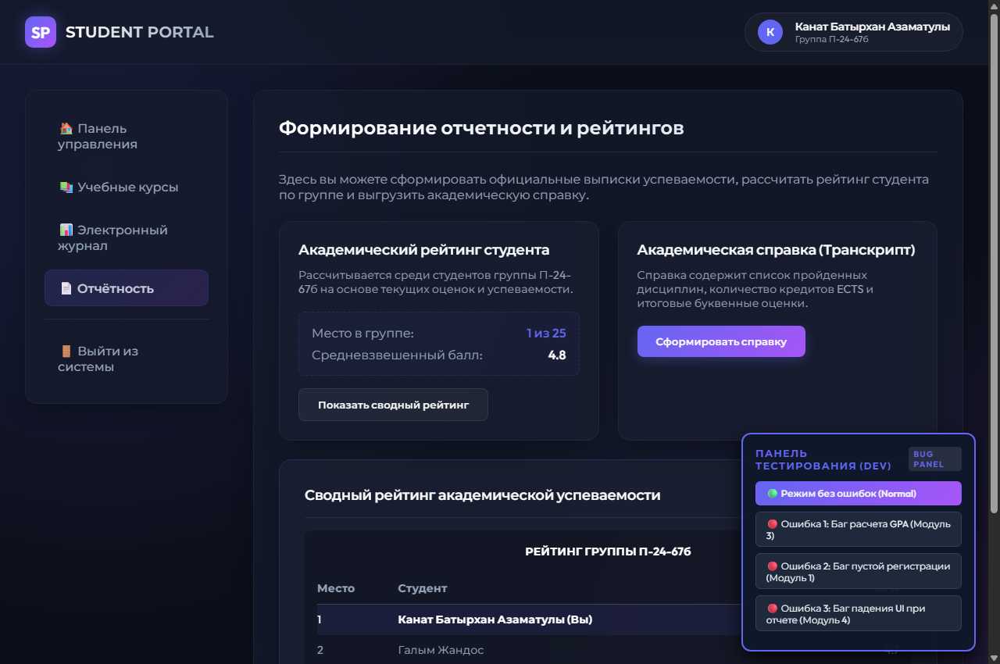 SP STUDENT PORTAL
К
Канат Батырхан Азаматулы
Группа П-24-67б
Панель
управления
Учебные курсы
Электронный
журнал
Отчётность
Выйти из
системы
Формирование отчетности и рейтингов
Здесь вы можете сформировать официальные выписки успеваемости, рассчитать рейтинг студента
по группе и выгрузить академическую справку.
Академический рейтинг студента
Рассчитывается среди студентов группы П-24-
67б на основе текущих оценок и успеваемости.
Место в группе: 1 из 25
Средневзвешенный балл: 4.8
Показать сводный рейтинг
Академическая справка (Транскрипт)
Справка содержит список пройденных
дисциплин, количество кредитов ECTS и
итоговые буквенные оценки.
Сформировать справку
Сводный рейтинг академической успеваемости
РЕЙТИНГ ГРУППЫ П-24-67б
Место Студент
1 Канат Батырхан Азаматулы (Вы)
2 Галым Жандос
ПАНЕЛЬ
ТЕСТИРОВАНИЯ (DEV)
BUG
PANEL
Режим без ошибок (Normal)
Ошибка 1: Баг расчета GPA (Модуль
3)
Ошибка 2: Баг пустой регистрации
(Модуль 1)
Ошибка 3: Баг падения UI при
отчете (Модуль 4)